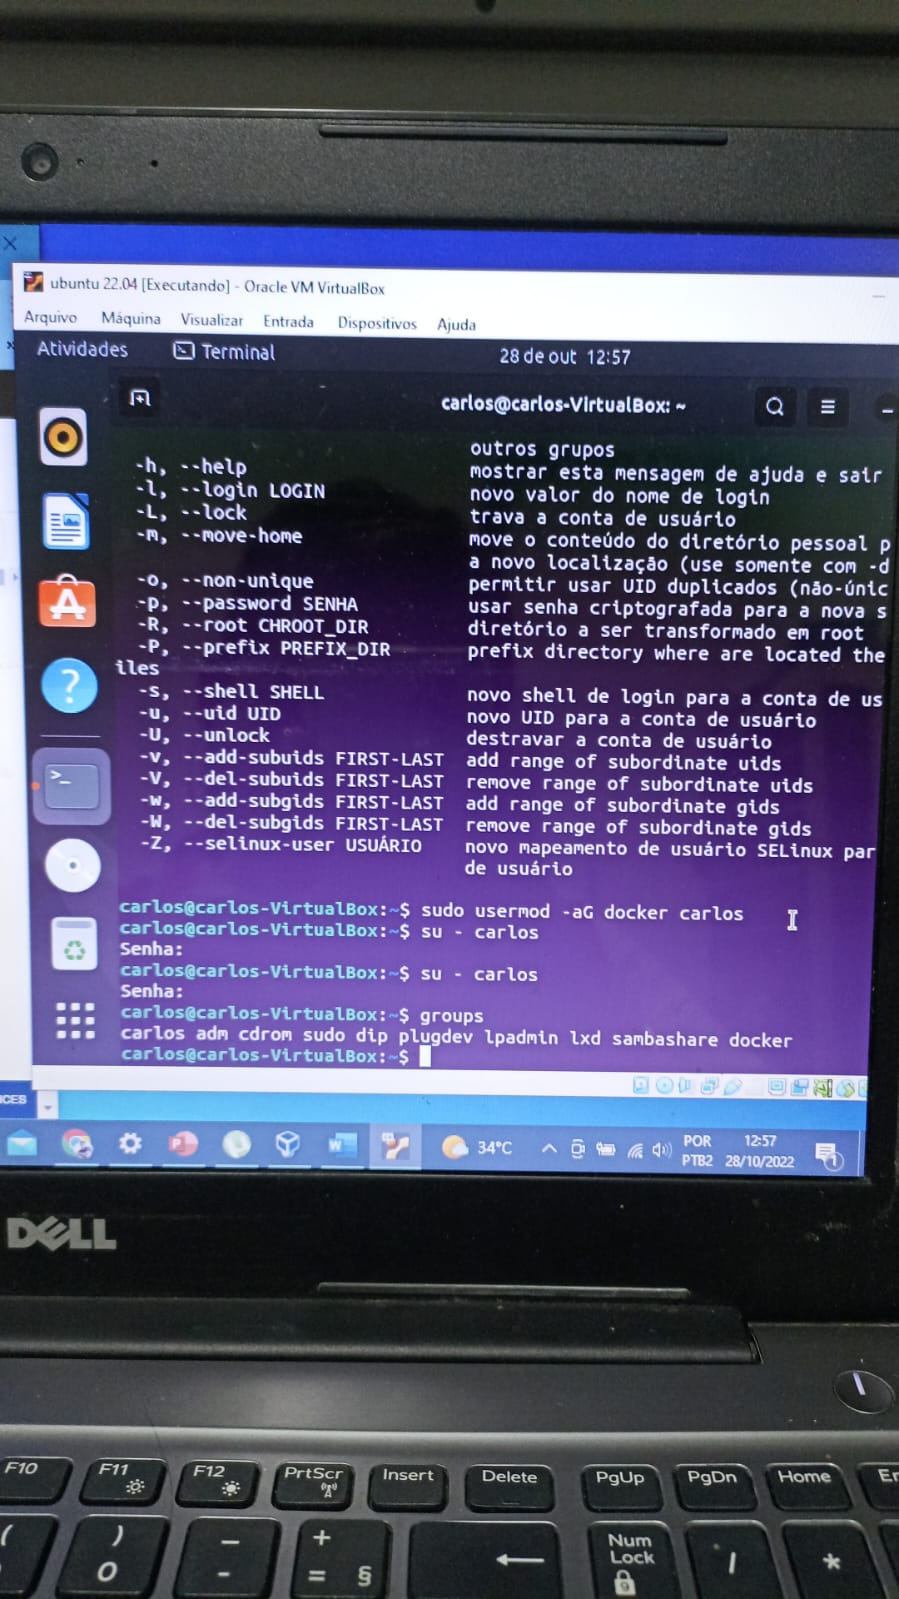 ubuntu 22.04 [Executando] - Oracle VM VirtualBox
Arquivo Máquina Visualizar Entrada Dispositivos Ajuda
Atividades Terminal 28 de out 12:57
carlos@carlos-VirtualBox: ~
outros grupos
-h, --help mostrar esta mensagem de ajuda e sair
-l, --login LOGIN novo valor do nome de login
-L, --lock trava a conta de usuário
-m, --move-home move o conteúdo do diretório pessoal p
a novo localização (use somente com -d
-o, --non-unique permitir usar UID duplicados (não-únic
-p, --password SENHA usar senha criptografada para a nova s
-R, --root CHROOT_DIR diretório a ser transformado em root
-P, --prefix PREFIX_DIR prefix directory where are located the
iles
-s, --shell SHELL novo shell de login para a conta de us
-u, --uid UID novo UID para a conta de usuário
-U, --unlock destravar a conta de usuário
-v, --add-subuids FIRST-LAST add range of subordinate uids
-V, --del-subuids FIRST-LAST remove range of subordinate uids
-w, --add-subgids FIRST-LAST add range of subordinate gids
-W, --del-subgids FIRST-LAST remove range of subordinate gids
-Z, --selinux-user USUÁRIO novo mapeamento de usuário SELinux par
de usuário
carlos@carlos-VirtualBox:~$ sudo usermod -aG docker carlos
carlos@carlos-VirtualBox:~$ su - carlos
Senha:
carlos@carlos-VirtualBox:~$ su - carlos
Senha:
carlos@carlos-VirtualBox:~$ groups
carlos adm cdrom sudo dip plugdev lpadmin lxd sambashare docker
carlos@carlos-VirtualBox:~$
34°C POR 12:57
PTB2 28/10/2022 1
DELL
F10 F11 F12 PrtScr Insert Delete PgUp PgDn Home
( ) - + Num
Lock / *
0 - = §